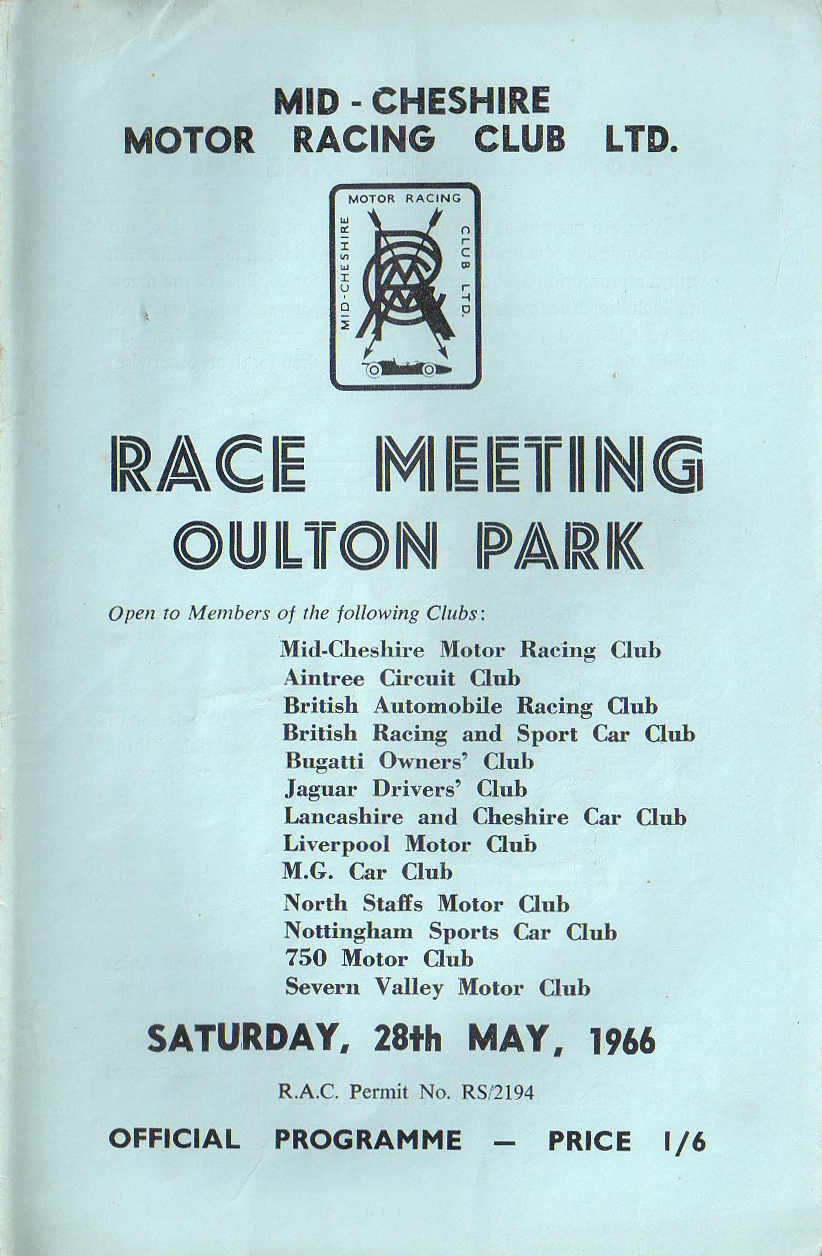 MID - CHESHIRE
MOTOR RACING CLUB LTD.
MOTOR RACING
MID-CHESHIRE
CLUB LTD.
RACE MEETING
OULTON PARK
Open to Members of the following Clubs:
Mid-Cheshire Motor Racing Club
Aintree Circuit Club
British Automobile Racing Club
British Racing and Sport Car Club
Bugatti Owners' Club
Jaguar Drivers' Club
Lancashire and Cheshire Car Club
Liverpool Motor Club
M.G. Car Club
North Staffs Motor Club
Nottingham Sports Car Club
750 Motor Club
Severn Valley Motor Club
SATURDAY, 28th MAY, 1966
R.A.C. Permit No. RS/2194
OFFICIAL PROGRAMME — PRICE 1/6